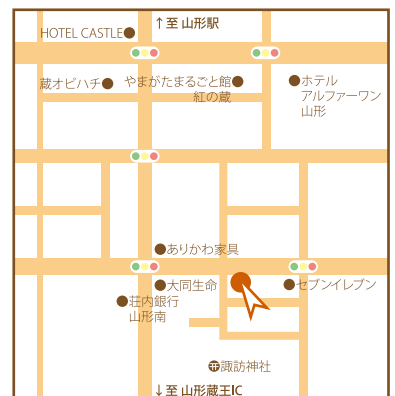 ↑至 山形駅
HOTEL CASTLE
蔵オビハチ
やまがたまるごと館
紅の蔵
ホテル
アルファーワン
山形
ありかわ家具
大同生命
セブンイレブン
荘内銀行
山形南
諏訪神社
↓至 山形蔵王IC